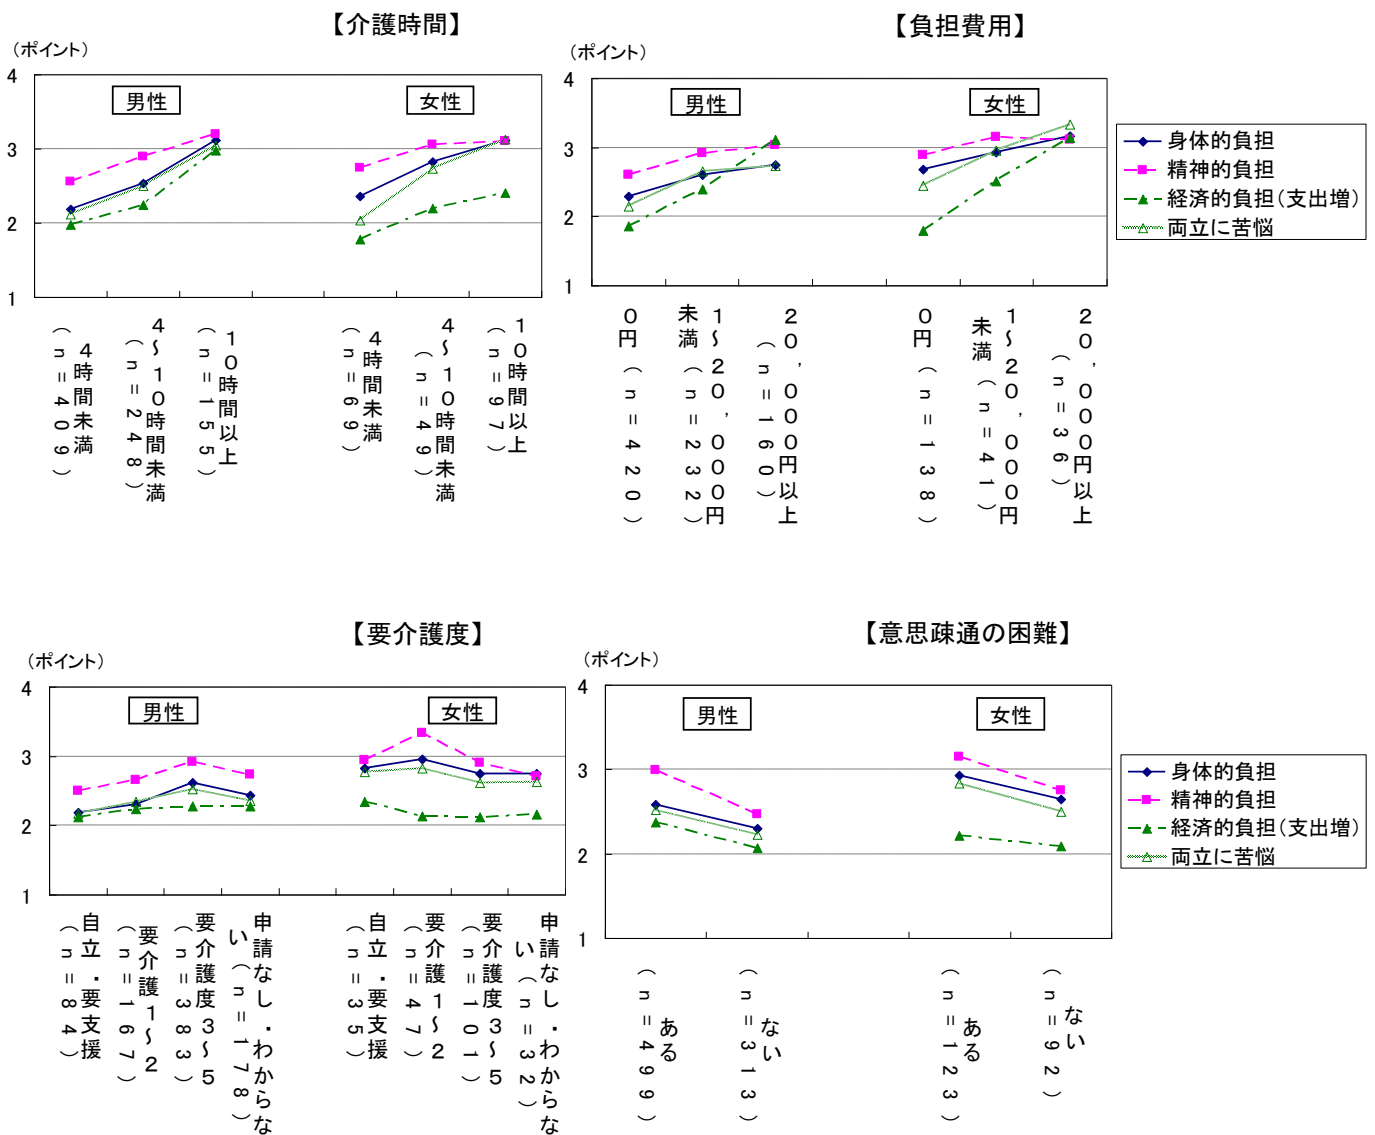 【介護時間】
(ポイント)
4
3
2
1
男性
女性
4時間未満
(n=409)
4~10時間未満
(n=248)
10時間以上
(n=155)
4時間未満
(n=69)
4~10時間未満
(n=49)
10時間以上
(n=97)
【負担費用】
(ポイント)
4
3
2
1
男性
女性
0円(n=420)
1~20,000円
未満(n=232)
20,000円以上
(n=160)
0円(n=138)
1~20,000円
未満(n=41)
20,000円以上
(n=36)
身体的負担
精神的負担
経済的負担(支出増)
両立に苦悩
【要介護度】
(ポイント)
4
3
2
1
男性
女性
自立・要支援
(n=84)
要介護1~2
(n=167)
要介護度3~5
(n=383)
申請なし・わからな
い(n=178)
自立・要支援
(n=35)
要介護1~2
(n=47)
要介護度3~5
(n=101)
申請なし・わからな
い(n=32)
【意思疎通の困難】
(ポイント)
4
3
2
1
男性
女性
ある
(n=499)
ない
(n=313)
ある
(n=123)
ない
(n=92)
身体的負担
精神的負担
経済的負担(支出増)
両立に苦悩